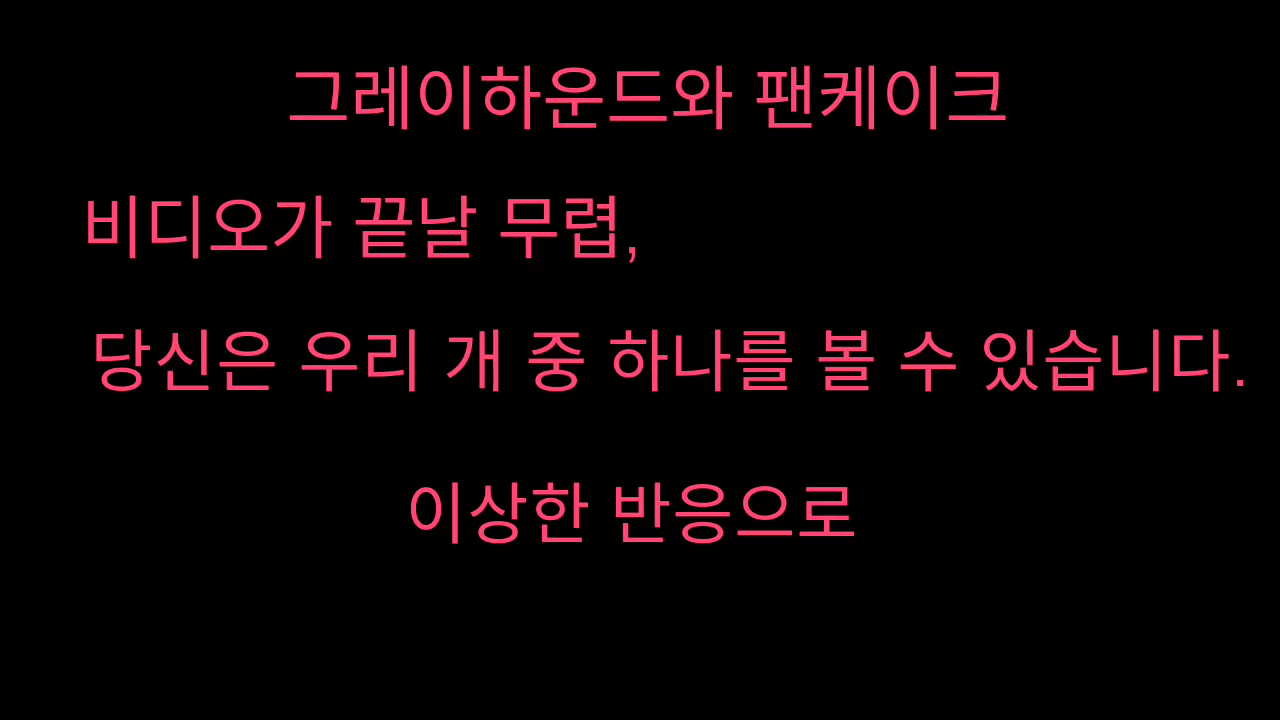 그레이하운드와 팬케이크
비디오가 끝날 무렵,
당신은 우리 개 중 하나를 볼 수 있습니다.
이상한 반응으로